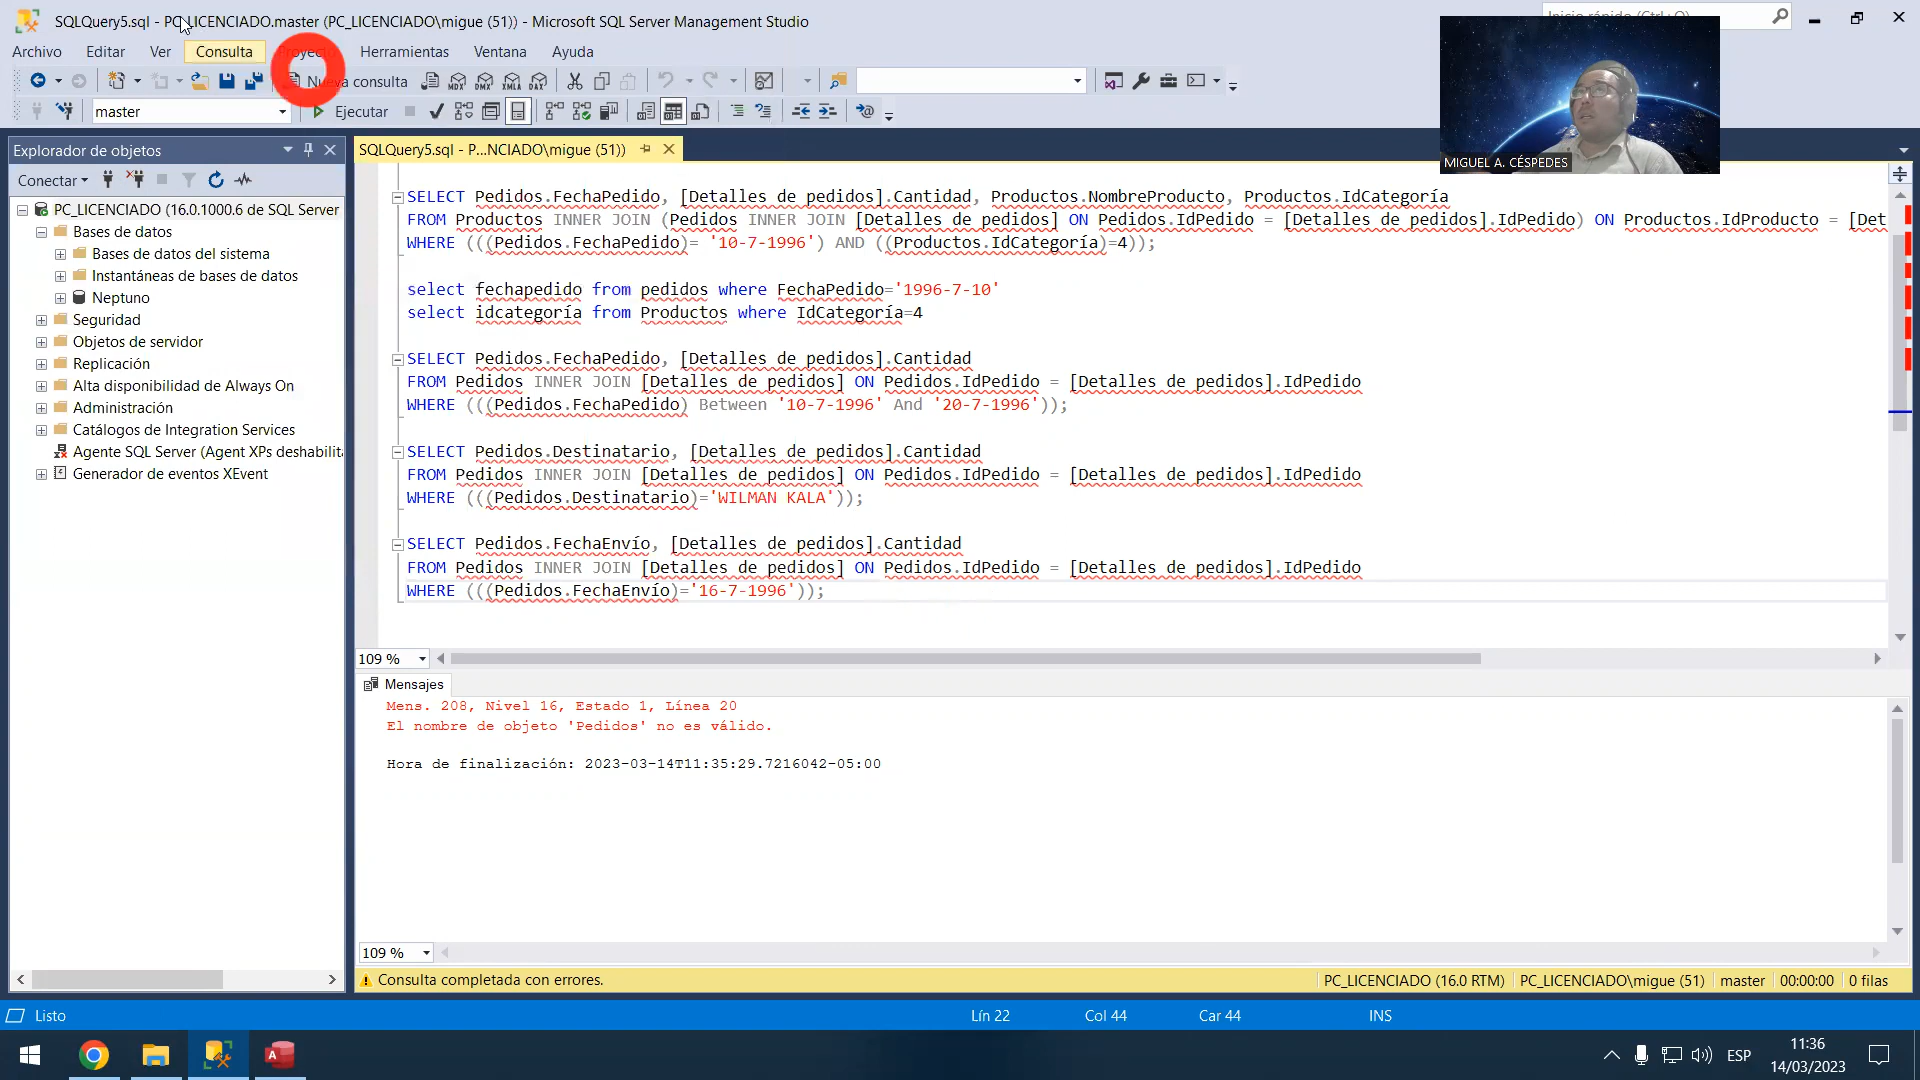 SQLQuery5.sql - PC_LICENCIADO.master (PC_LICENCIADO\migue (51)) - Microsoft SQL Server Management Studio
Archivo Editar Ver Consulta Proyecto Herramientas Ventana Ayuda
Nueva consulta
master Ejecutar
MIGUEL A. CÉSPEDES
Explorador de objetos
Conectar
PC_LICENCIADO (16.0.1000.6 de SQL Server
Bases de datos
Bases de datos del sistema
Instantáneas de bases de datos
Neptuno
Seguridad
Objetos de servidor
Replicación
Alta disponibilidad de Always On
Administración
Catálogos de Integration Services
Agente SQL Server (Agent XPs deshabilit
Generador de eventos XEvent
SQLQuery5.sql - P...NCIADO\migue (51))
SELECT Pedidos.FechaPedido, [Detalles de pedidos].Cantidad, Productos.NombreProducto, Productos.IdCategoría
FROM Productos INNER JOIN (Pedidos INNER JOIN [Detalles de pedidos] ON Pedidos.IdPedido = [Detalles de pedidos].IdPedido) ON Productos.IdProducto = [Det
WHERE (((Pedidos.FechaPedido)= '10-7-1996') AND ((Productos.IdCategoría)=4));
select fechapedido from pedidos where FechaPedido='1996-7-10'
select idcategoría from Productos where IdCategoría=4
SELECT Pedidos.FechaPedido, [Detalles de pedidos].Cantidad
FROM Pedidos INNER JOIN [Detalles de pedidos] ON Pedidos.IdPedido = [Detalles de pedidos].IdPedido
WHERE (((Pedidos.FechaPedido) Between '10-7-1996' And '20-7-1996'));
SELECT Pedidos.Destinatario, [Detalles de pedidos].Cantidad
FROM Pedidos INNER JOIN [Detalles de pedidos] ON Pedidos.IdPedido = [Detalles de pedidos].IdPedido
WHERE (((Pedidos.Destinatario)='WILMAN KALA'));
SELECT Pedidos.FechaEnvío, [Detalles de pedidos].Cantidad
FROM Pedidos INNER JOIN [Detalles de pedidos] ON Pedidos.IdPedido = [Detalles de pedidos].IdPedido
WHERE (((Pedidos.FechaEnvío)='16-7-1996'));
109 %
Mensajes
Mens. 208, Nivel 16, Estado 1, Línea 20
El nombre de objeto 'Pedidos' no es válido.
Hora de finalización: 2023-03-14T11:35:29.7216042-05:00
109 %
Consulta completada con errores. PC_LICENCIADO (16.0 RTM) PC_LICENCIADO\migue (51) master 00:00:00 0 filas
Listo Lín 22 Col 44 Car 44 INS
ESP 11:36
14/03/2023